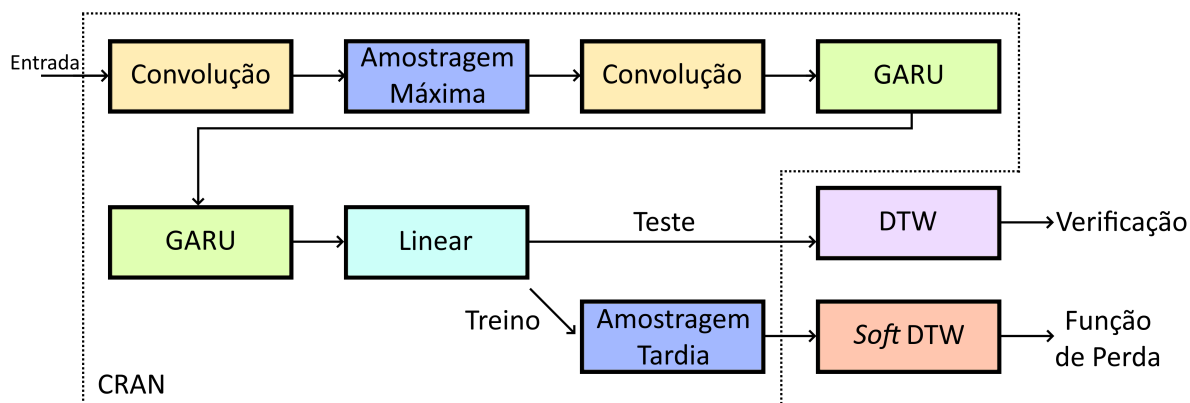 Entrada
Convolução
Amostragem
Máxima
Convolução
GARU
GARU
Linear
Teste
DTW
Verificação
Treino
Amostragem
Tardia
Soft DTW
Função
de Perda
CRAN